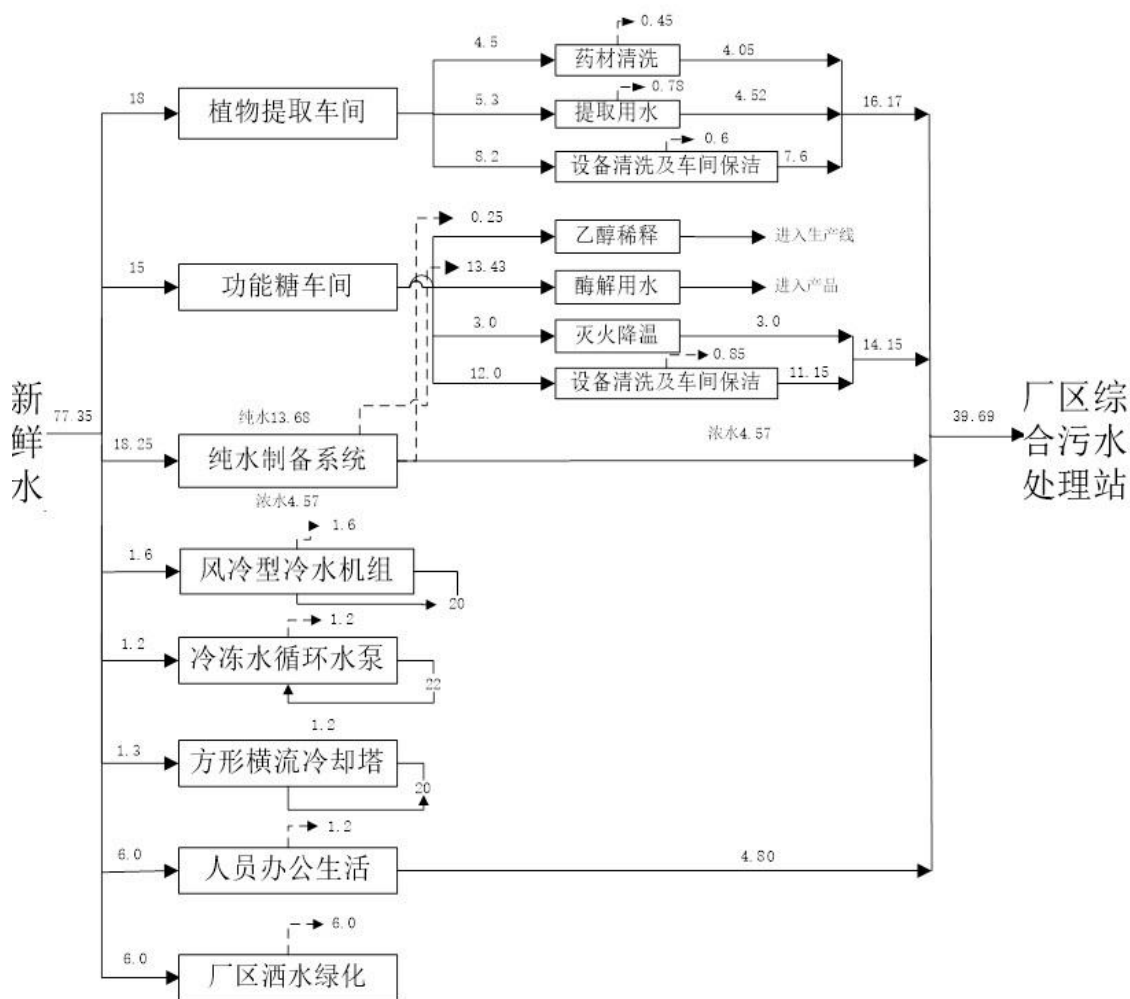 0.45
4.5
药材清洗
4.05
18
植物提取车间
0.78
5.3
提取用水
4.52
16.17
0.6
8.2
设备清洗及车间保洁
7.6
0.25
乙醇稀释
进入生产线
13.43
15
功能糖车间
酶解用水
进入产品
3.0
灭火降温
3.0
14.15
0.85
12.0
设备清洗及车间保洁
11.15
新鲜水
77.35
纯水13.68
18.25
纯水制备系统
浓水4.57
浓水4.57
39.69
厂区综
合污水
处理站
1.6
1.6
风冷型冷水机组
20
1.2
1.2
冷冻水循环水泵
22
1.2
1.3
方形横流冷却塔
20
1.2
6.0
人员办公生活
4.80
6.0
6.0
厂区洒水绿化